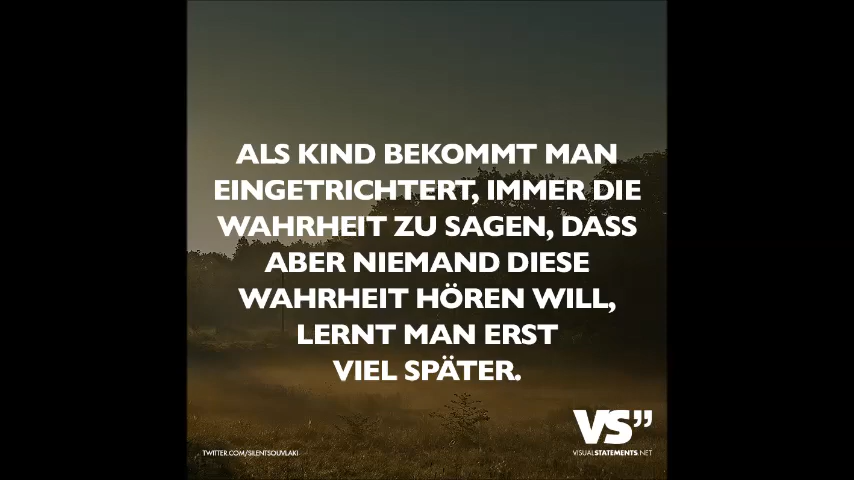 ALS KIND BEKOMMT MAN
EINGETRICHTERT, IMMER DIE
WAHRHEIT ZU SAGEN, DASS
ABER NIEMAND DIESE
WAHRHEIT HÖREN WILL,
LERNT MAN ERST
VIEL SPÄTER.
VS”
TWITTER.COM/SILENTSOUVLAKI
VISUALSTATEMENTS.NET